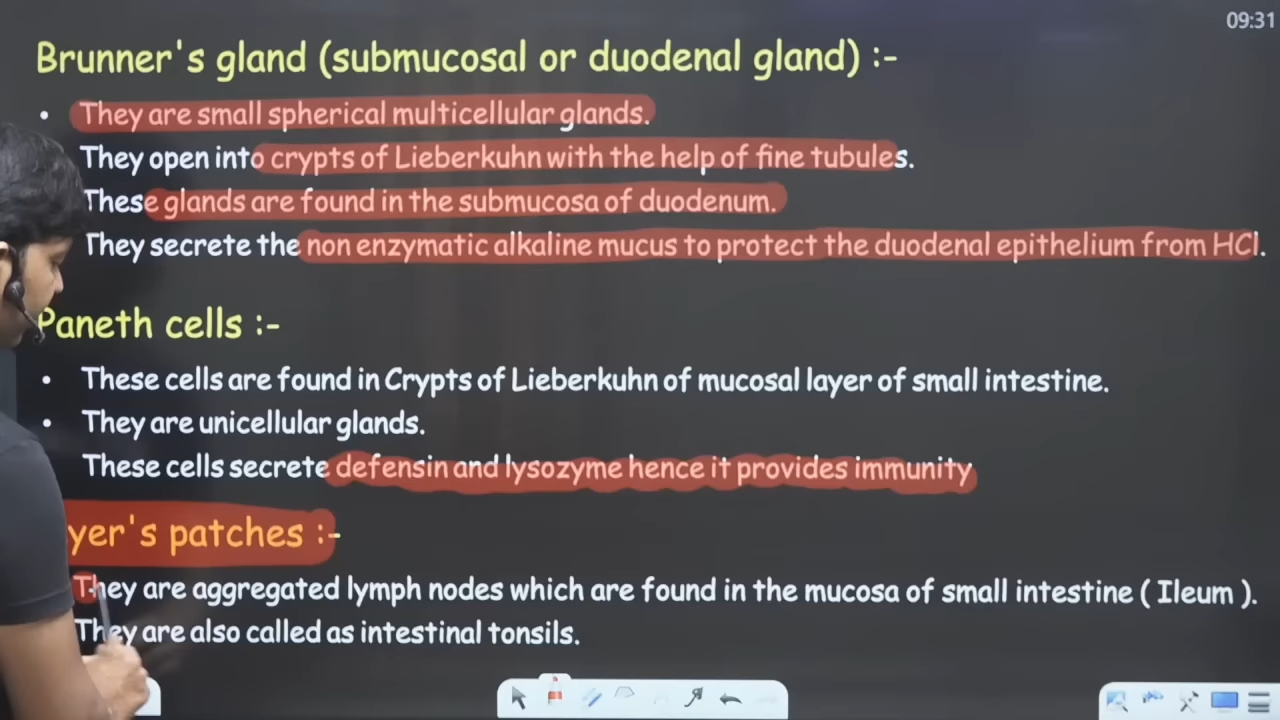 09:31
Brunner's gland (submucosal or duodenal gland) :-
• They are small spherical multicellular glands.
They open into crypts of Lieberkuhn with the help of fine tubules.
These glands are found in the submucosa of duodenum.
They secrete the non enzymatic alkaline mucus to protect the duodenal epithelium from HCl.
Paneth cells :-
• These cells are found in Crypts of Lieberkuhn of mucosal layer of small intestine.
• They are unicellular glands.
These cells secrete defensin and lysozyme hence it provides immunity
yer's patches :-
They are aggregated lymph nodes which are found in the mucosa of small intestine ( Ileum ).
They are also called as intestinal tonsils.